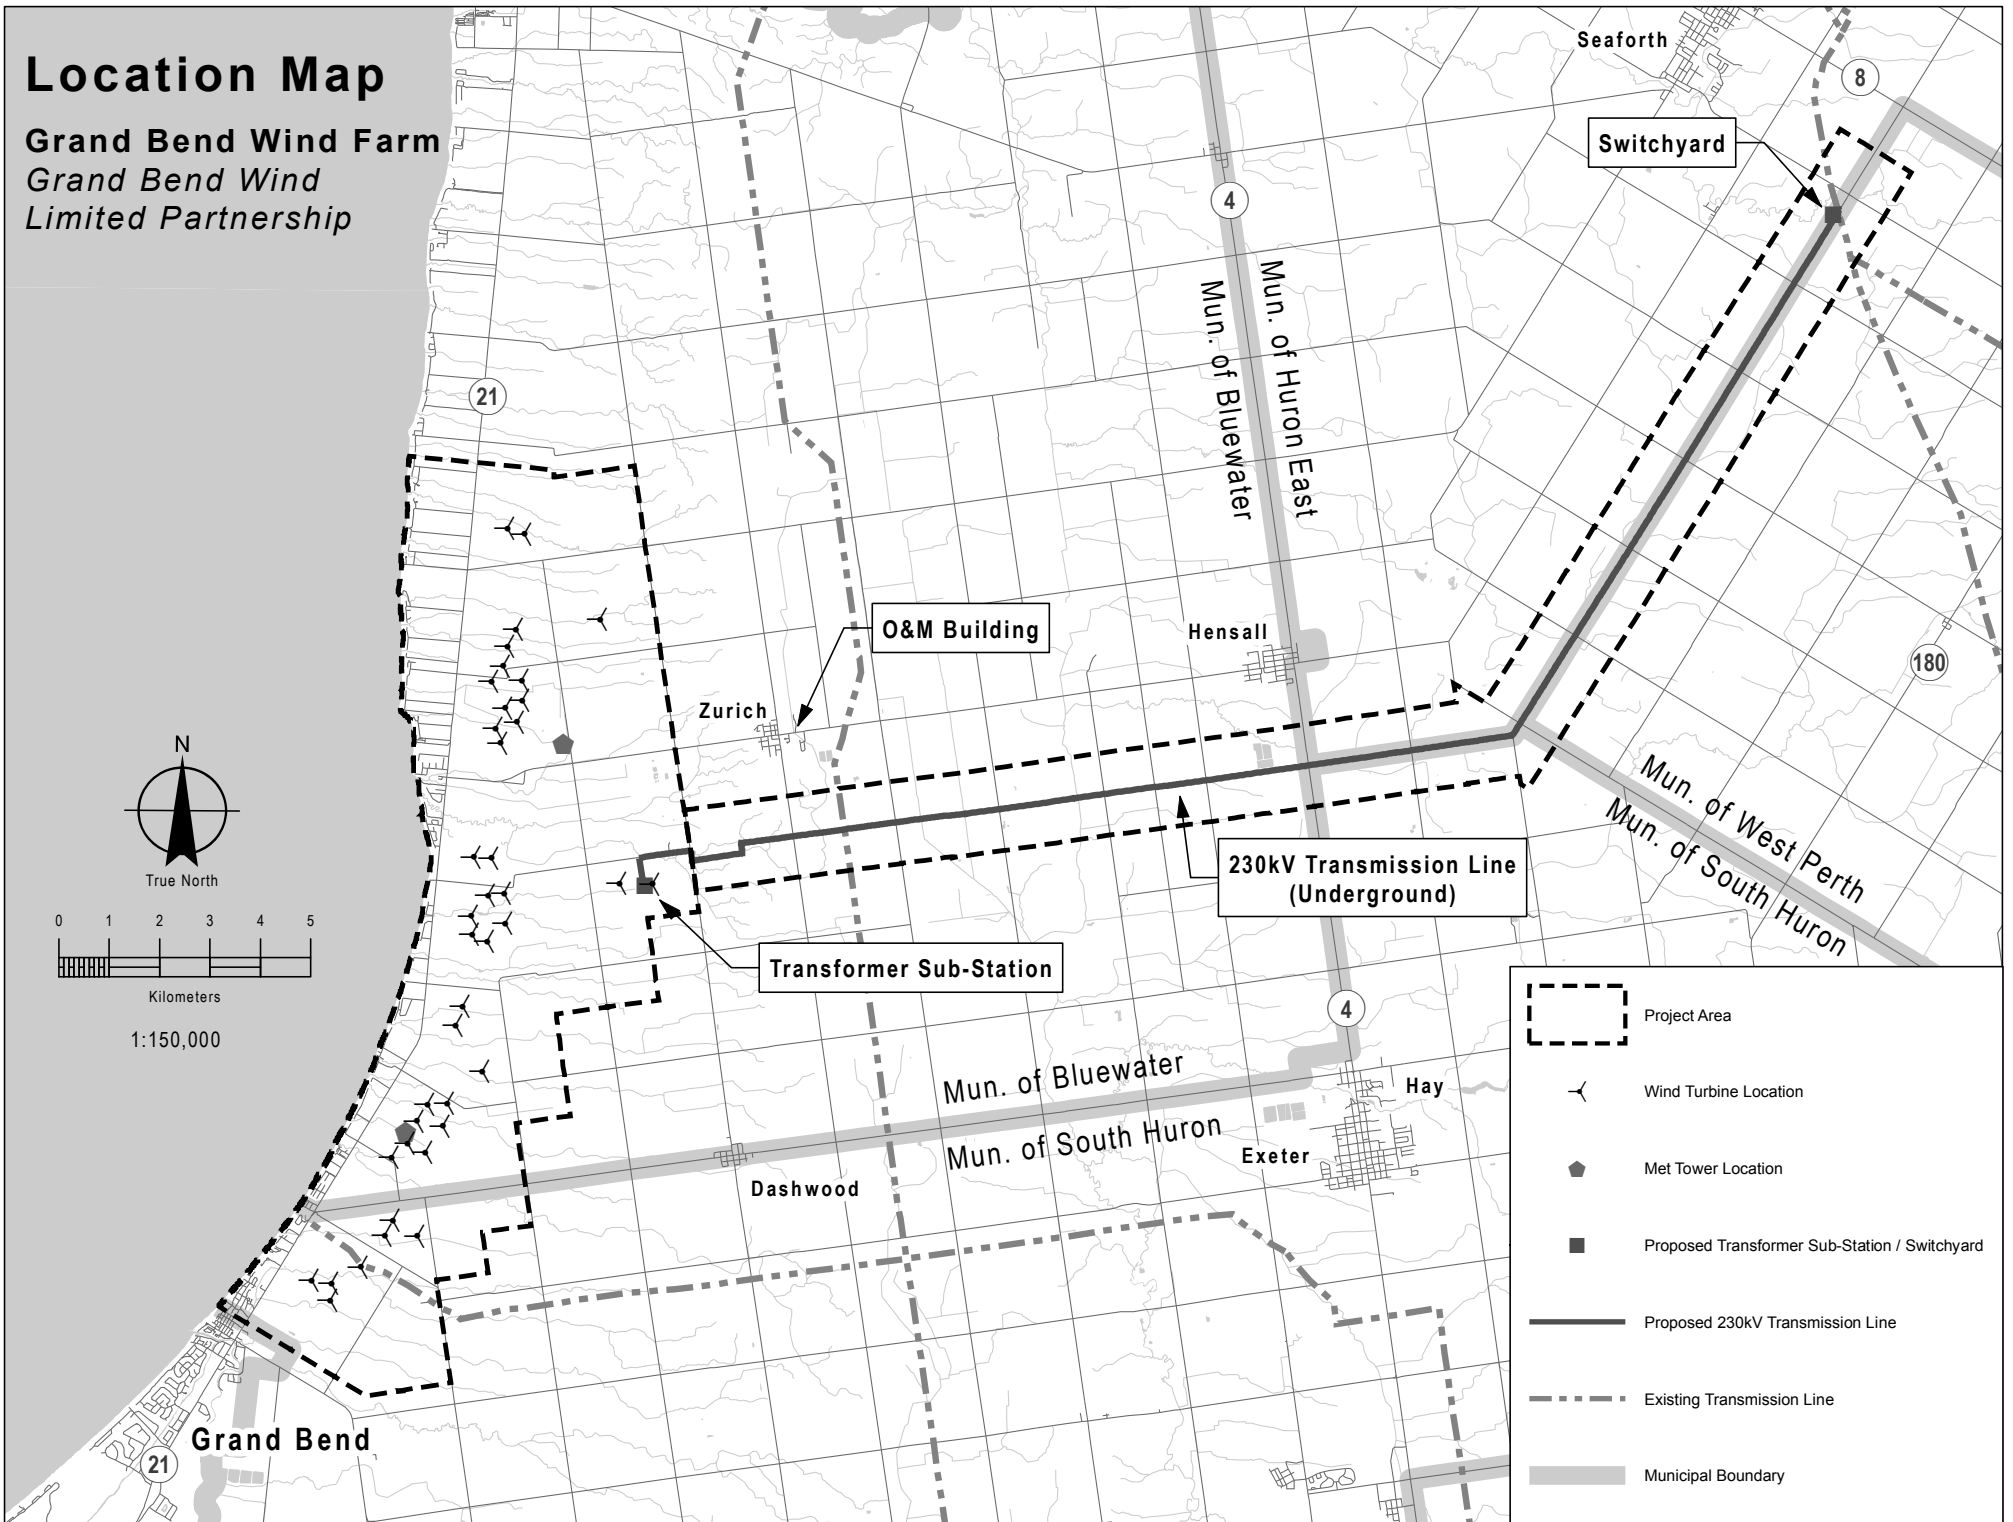 Location Map
Grand Bend Wind Farm
Grand Bend Wind
Limited Partnership
Seaforth
8
Switchyard
4
Mun. of Huron East
Mun. of Bluewater
21
O&M Building
Hensall
180
Zurich
N
True North
0 1 2 3 4 5
Kilometers
1:150,000
Mun. of West Perth
Mun. of South Huron
230kV Transmission Line
(Underground)
Transformer Sub-Station
4
Mun. of Bluewater
Mun. of South Huron
Hay
Exeter
Dashwood
Grand Bend
21
Project Area
Wind Turbine Location
Met Tower Location
Proposed Transformer Sub-Station / Switchyard
Proposed 230kV Transmission Line
Existing Transmission Line
Municipal Boundary